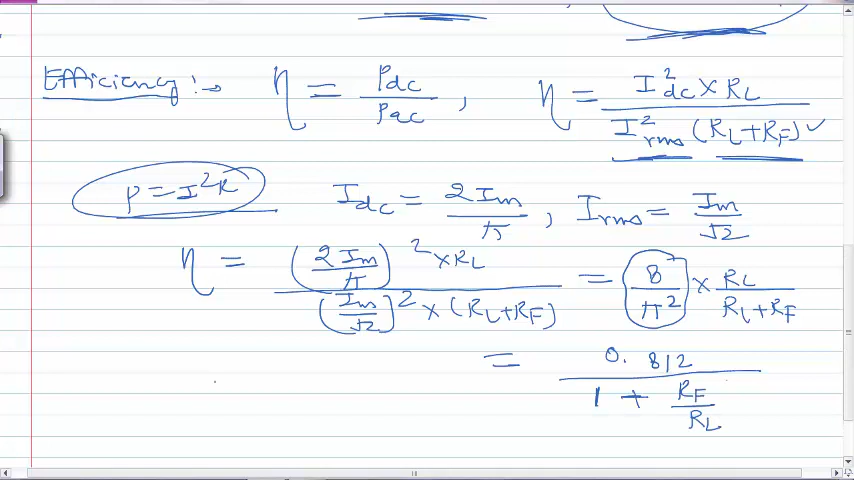 Efficiency :→ η = Pdc / Pac , η = I²dc × RL / I²rms (RL+RF) ✓
P = I²R Idc = 2Im / π , Irms = Im / √2
η = (2Im / π)² × RL / (Im / √2)² × (RL+RF) = 8 / π² × RL / RL+RF
= 0.812 / 1 + RF / RL